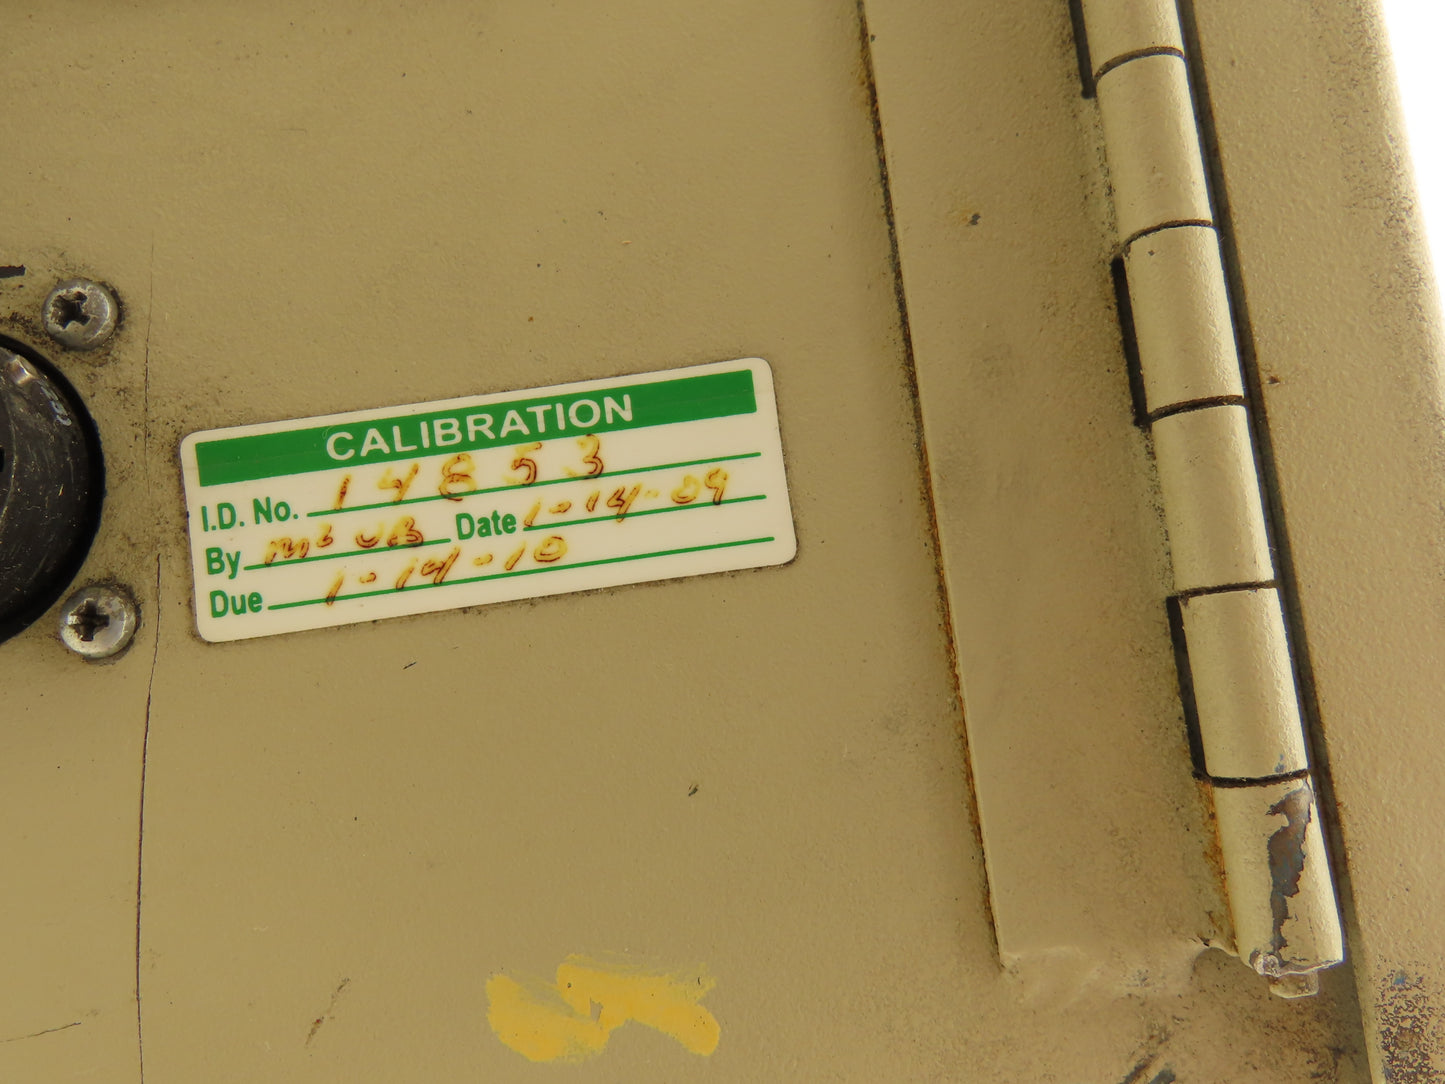 CALIBRATION
I.D. No. 14853
By Date 1-14-09
Due 1-14-10